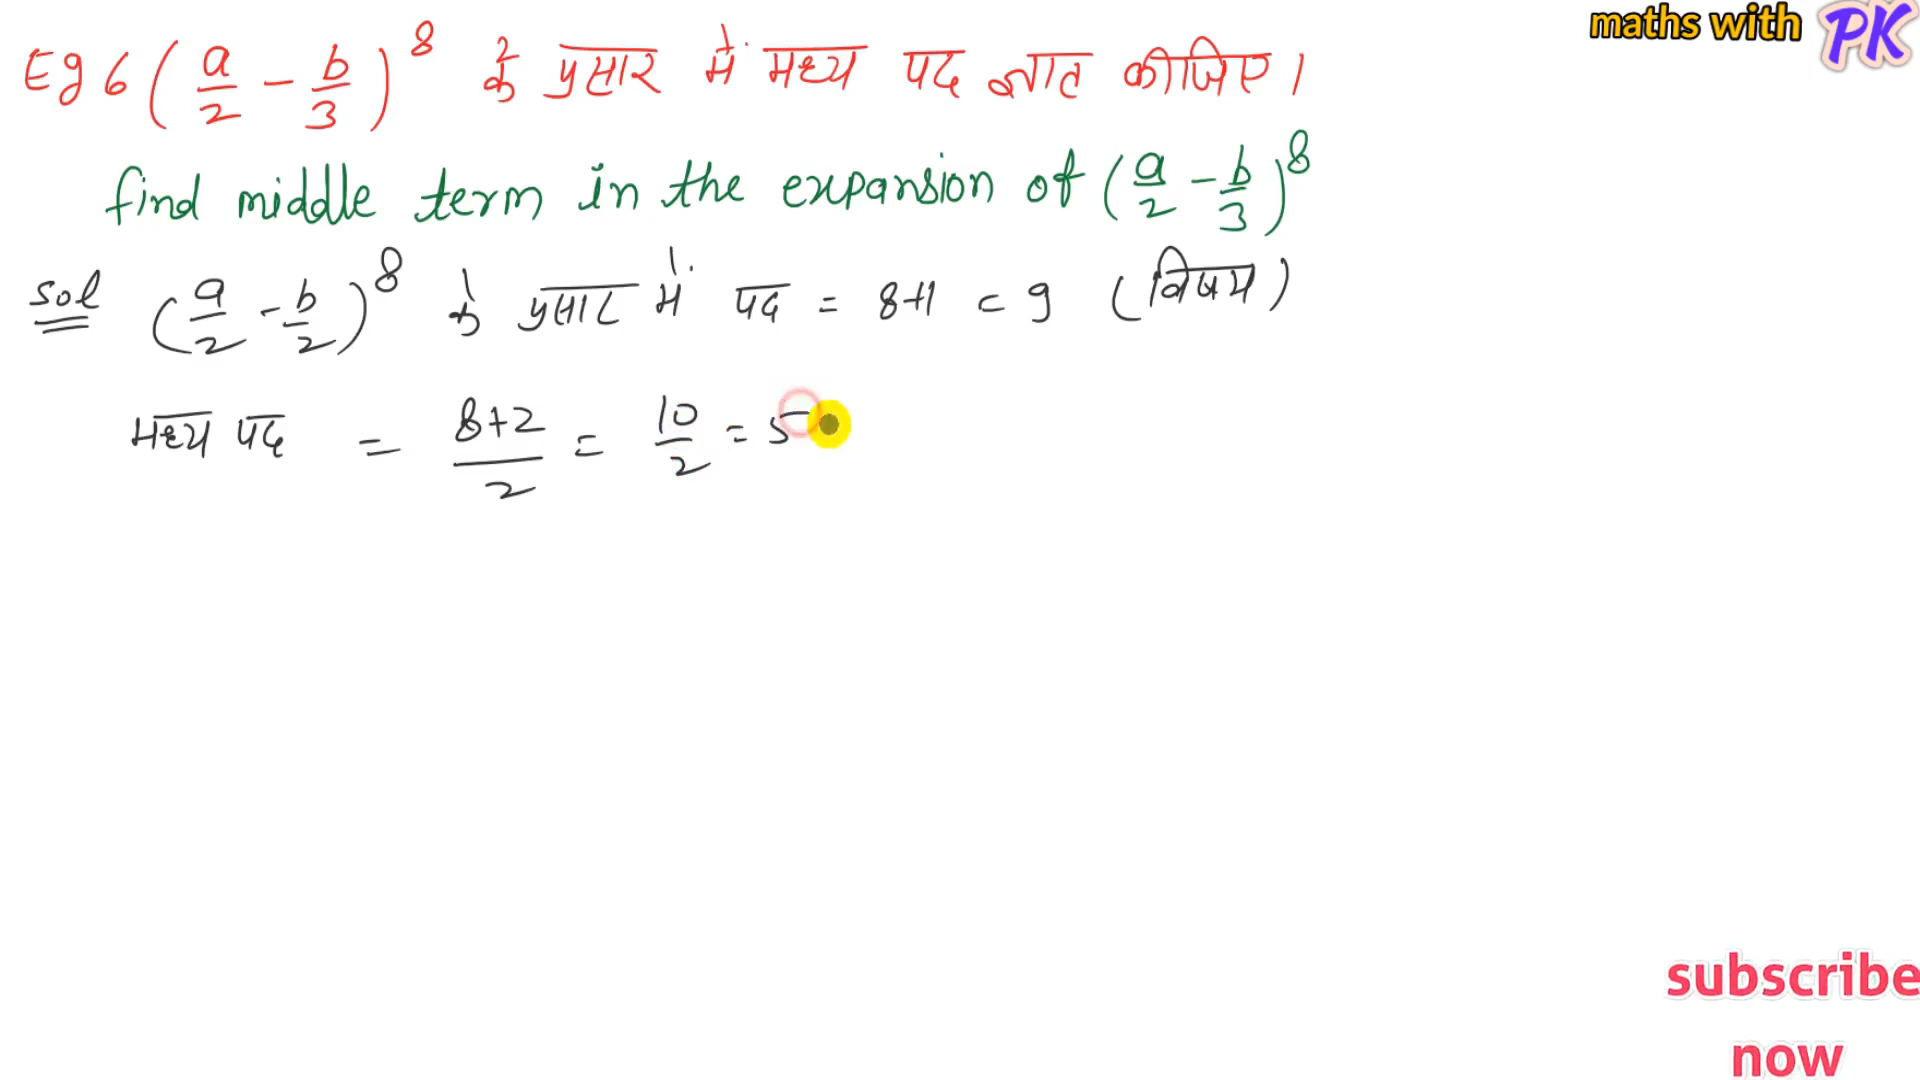 maths with PK
Eg 6 (a/2 - b/3)^8 के प्रसार में मध्य पद ज्ञात कीजिए।
find middle term in the expansion of (a/2 - b/3)^8
sol (a/2 - b/2)^8 के प्रसार में पद = 8+1 = 9 (विषम)
मध्य पद = 8+2/2 = 10/2 = 5
subscribe
now